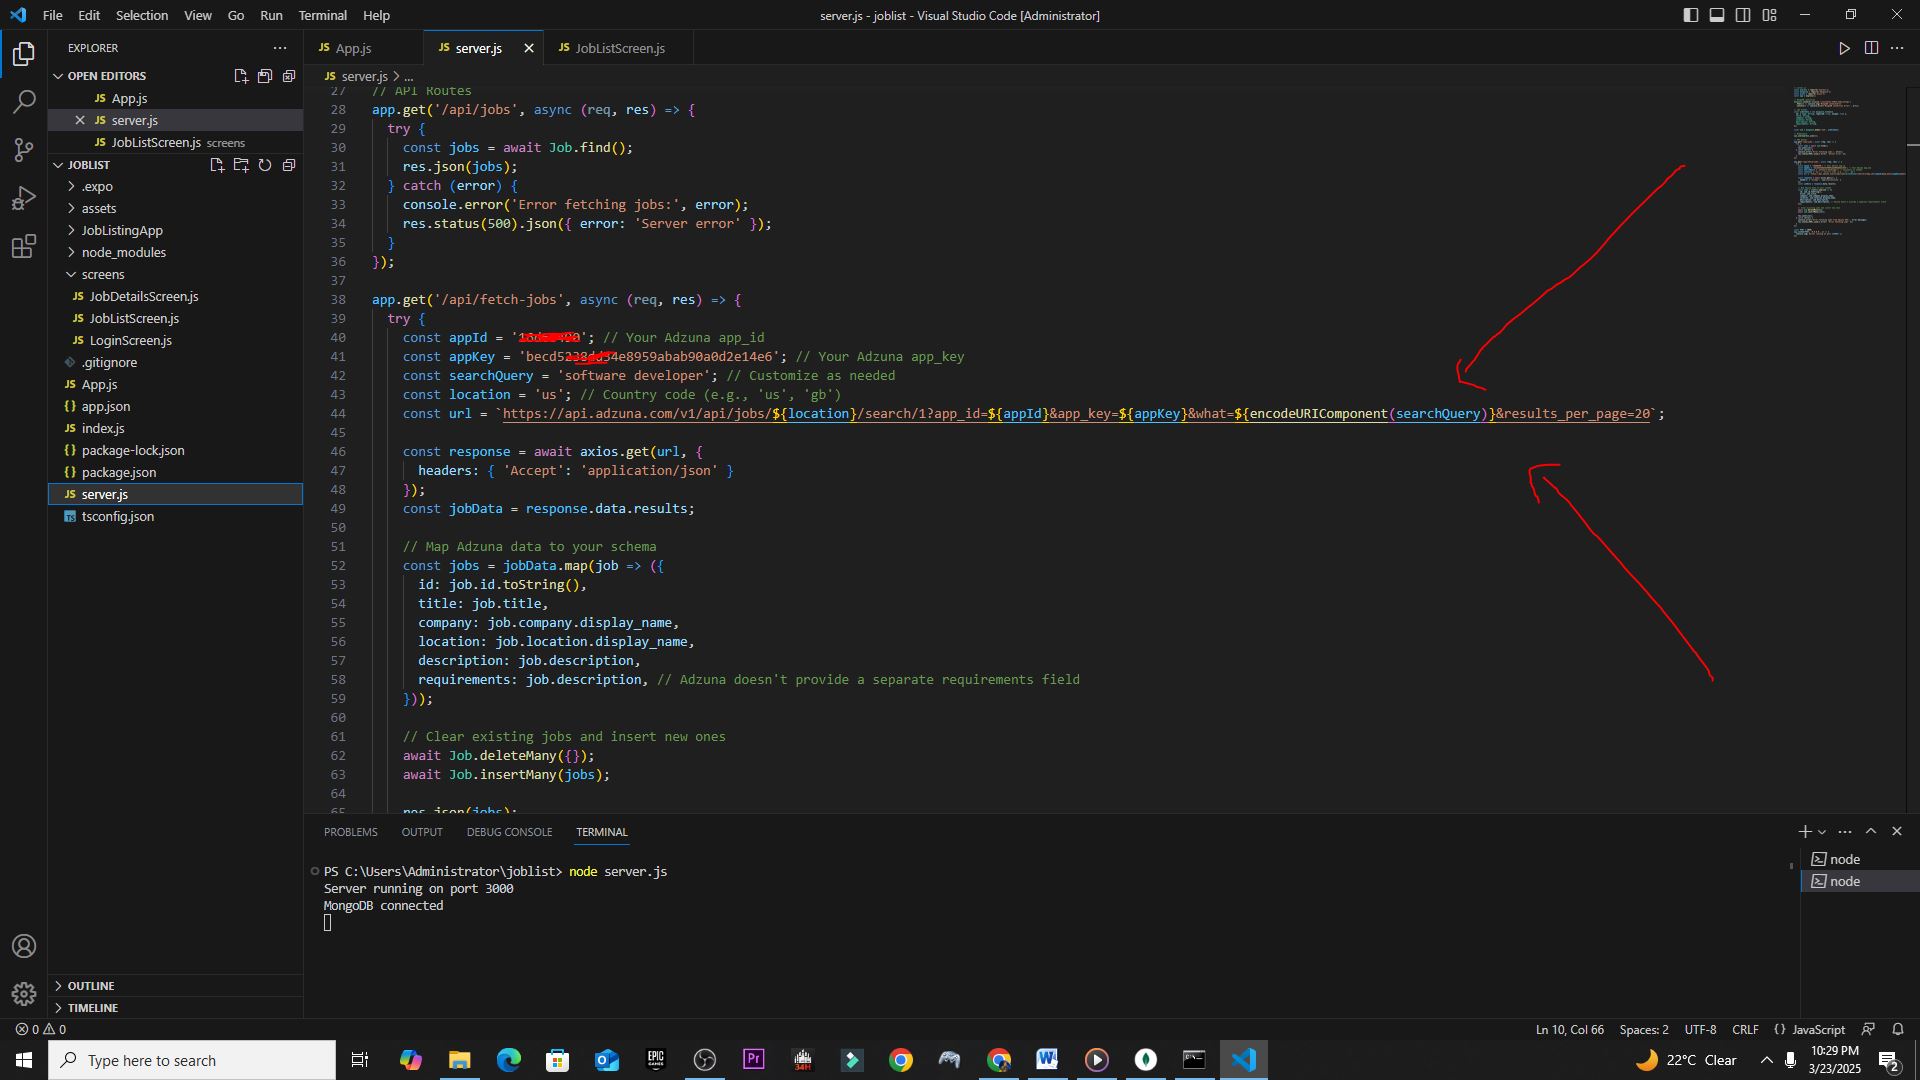 File Edit Selection View Go Run Terminal Help
server.js - joblist - Visual Studio Code [Administrator]
EXPLORER
OPEN EDITORS
JS App.js
JS server.js
JS JobListScreen.js screens
JOBLIST
.expo
assets
JobListingApp
node_modules
screens
JS JobDetailsScreen.js
JS JobListScreen.js
JS LoginScreen.js
.gitignore
JS App.js
{} app.json
JS index.js
{} package-lock.json
{} package.json
JS server.js
TS tsconfig.json
OUTLINE
TIMELINE
JS App.js
JS server.js
JS JobListScreen.js
JS server.js > ...
27 // API Routes
28 app.get('/api/jobs', async (req, res) => {
29 try {
30 const jobs = await Job.find();
31 res.json(jobs);
32 } catch (error) {
33 console.error('Error fetching jobs:', error);
34 res.status(500).json({ error: 'Server error' });
35 }
36 });
37
38 app.get('/api/fetch-jobs', async (req, res) => {
39 try {
40 const appId = ' '; // Your Adzuna app_id
41 const appKey = ' '; // Your Adzuna app_key
42 const searchQuery = 'software developer'; // Customize as needed
43 const location = 'us'; // Country code (e.g., 'us', 'gb')
44 const url = `https://api.adzuna.com/v1/api/jobs/${location}/search/1?app_id=${appId}&app_key=${appKey}&what=${encodeURIComponent(searchQuery)}&results_per_page=20`;
45
46 const response = await axios.get(url, {
47 headers: { 'Accept': 'application/json' }
48 });
49 const jobData = response.data.results;
50
51 // Map Adzuna data to your schema
52 const jobs = jobData.map(job => ({
53 id: job.id.toString(),
54 title: job.title,
55 company: job.company.display_name,
56 location: job.location.display_name,
57 description: job.description,
58 requirements: job.description, // Adzuna doesn't provide a separate requirements field
59 }));
60
61 // Clear existing jobs and insert new ones
62 await Job.deleteMany({});
63 await Job.insertMany(jobs);
64
65 res.json(jobs);
PROBLEMS OUTPUT DEBUG CONSOLE TERMINAL
PS C:\Users\Administrator\joblist> node server.js
Server running on port 3000
MongoDB connected
node
node
0 0
Ln 10, Col 66 Spaces: 2 UTF-8 CRLF {} JavaScript
Type here to search
EPIC GAMES
Pr
22°C Clear
10:29 PM
3/23/2025
2